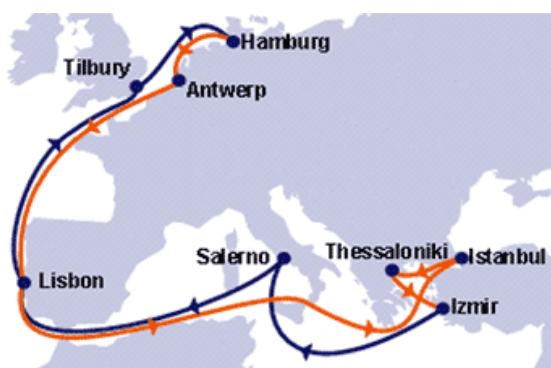 Hamburg
Tilbury
Antwerp
Salerno
Thessaloniki
Istanbul
Lisbon
Izmir